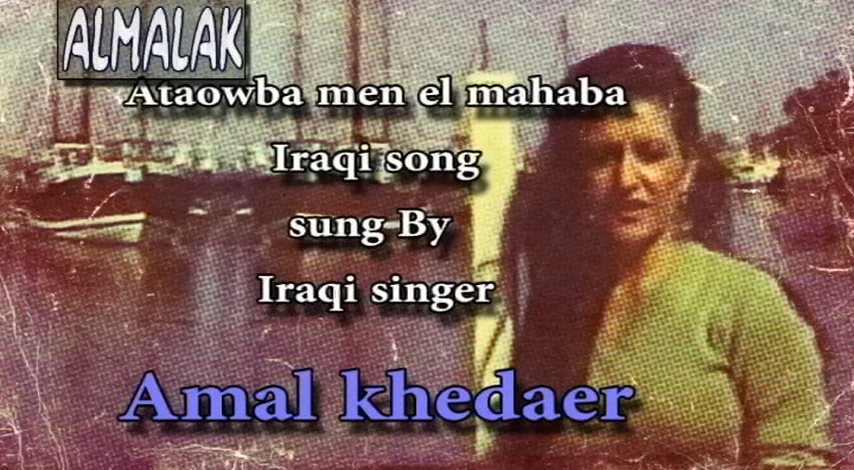 ALMALAK
Ataowba men el mahaba
Iraqi song
sung By
Iraqi singer
Amal khedaer